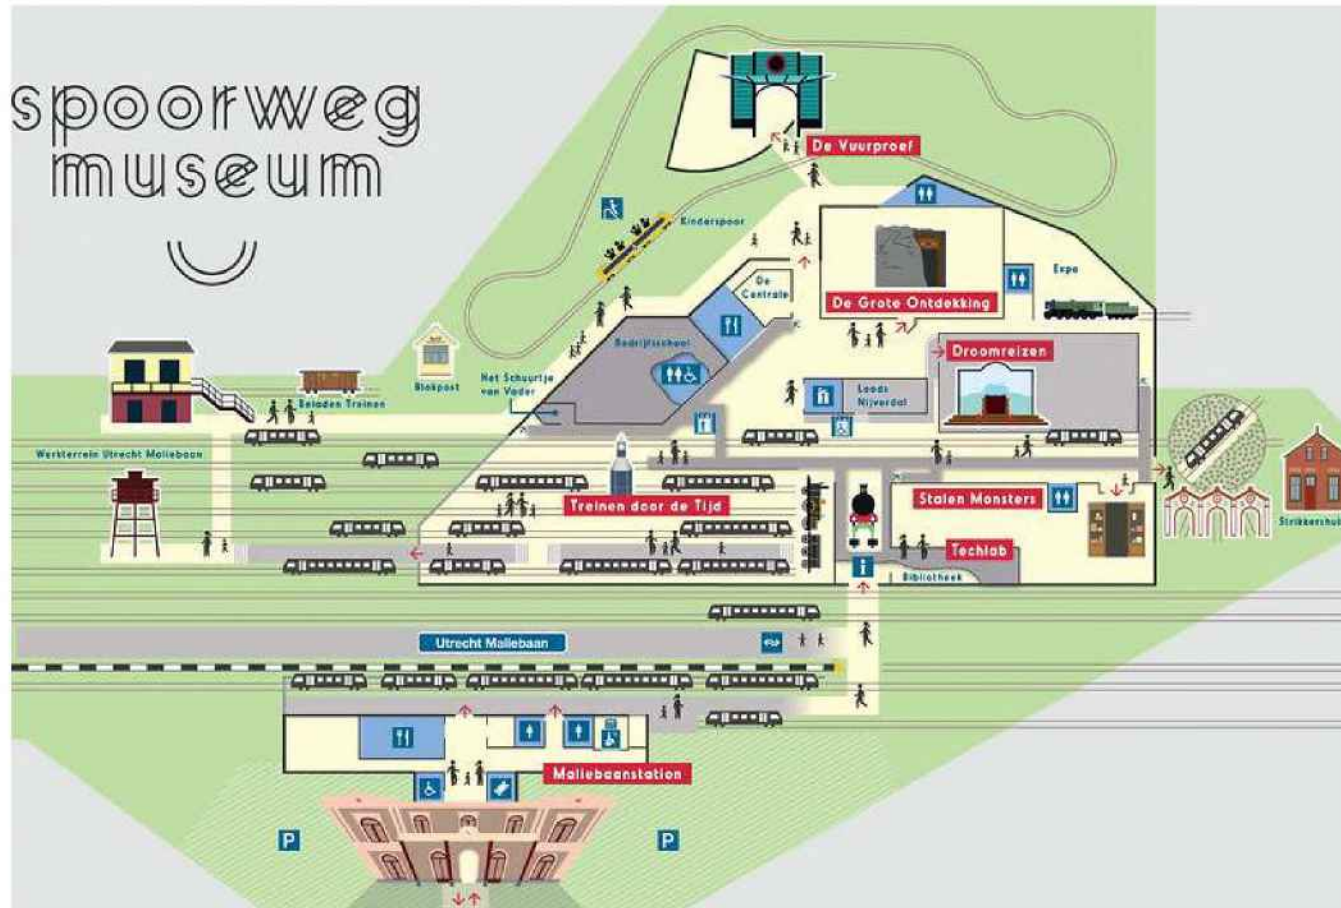 spoorweg
museum
De Vuurproef
Kinderspoor
De
Centrale
Expo
De Grote Ontdekking
Bedrijfsschool
Droomreizen
Blokpost
Het Schuurtje
van Vader
Loods
Nijverdal
Beladen Treinen
Werkterrein Utrecht Maliebaan
Treinen door de Tijd
Stalen Monsters
Strikkershuis
Techlab
i
Bibliotheek
Utrecht Maliebaan
Maliebaanstation
P
P